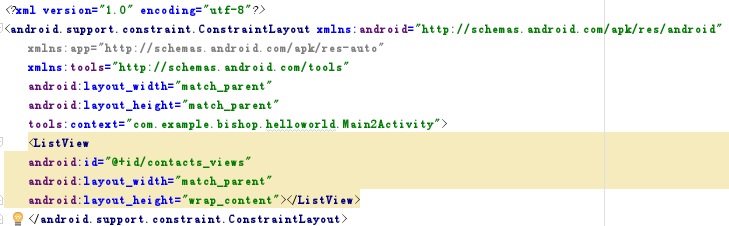 <?xml version="1.0" encoding="utf-8"?>
<android.support.constraint.ConstraintLayout xmlns:android="http://schemas.android.com/apk/res/android"
xmlns:app="http://schemas.android.com/apk/res-auto"
xmlns:tools="http://schemas.android.com/tools"
android:layout_width="match_parent"
android:layout_height="match_parent"
tools:context="com.example.bishop.helloworld.Main2Activity">
<ListView
android:id="@+id/contacts_views"
android:layout_width="match_parent"
android:layout_height="wrap_content"></ListView>
</android.support.constraint.ConstraintLayout>